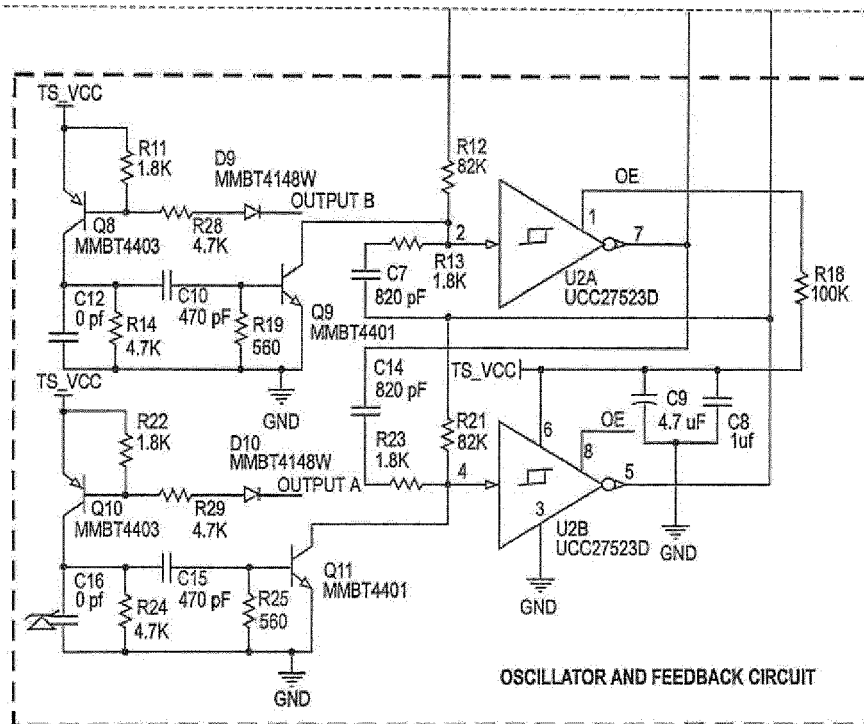 TS_VCC
R11
1.8K
D9
MMBT4148W
OUTPUT B
R12
82K
OE
Q8
MMBT4403
R28
4.7K
2
1
7
R13
1.8K
C7
820 pF
U2A
UCC27523D
R18
100K
C12
0 pf
R14
4.7K
C10
470 pF
R19
560
Q9
MMBT4401
GND
TS_VCC
C14
820 pF
TS_VCC
R22
1.8K
D10
MMBT4148W
OUTPUT A
R23
1.8K
R21
82K
6
OE
8
C9
4.7 uF
C8
1uf
Q10
MMBT4403
R29
4.7K
4
3
5
U2B
UCC27523D
GND
GND
C16
0 pf
R24
4.7K
C15
470 pF
R25
560
Q11
MMBT4401
GND
OSCILLATOR AND FEEDBACK CIRCUIT